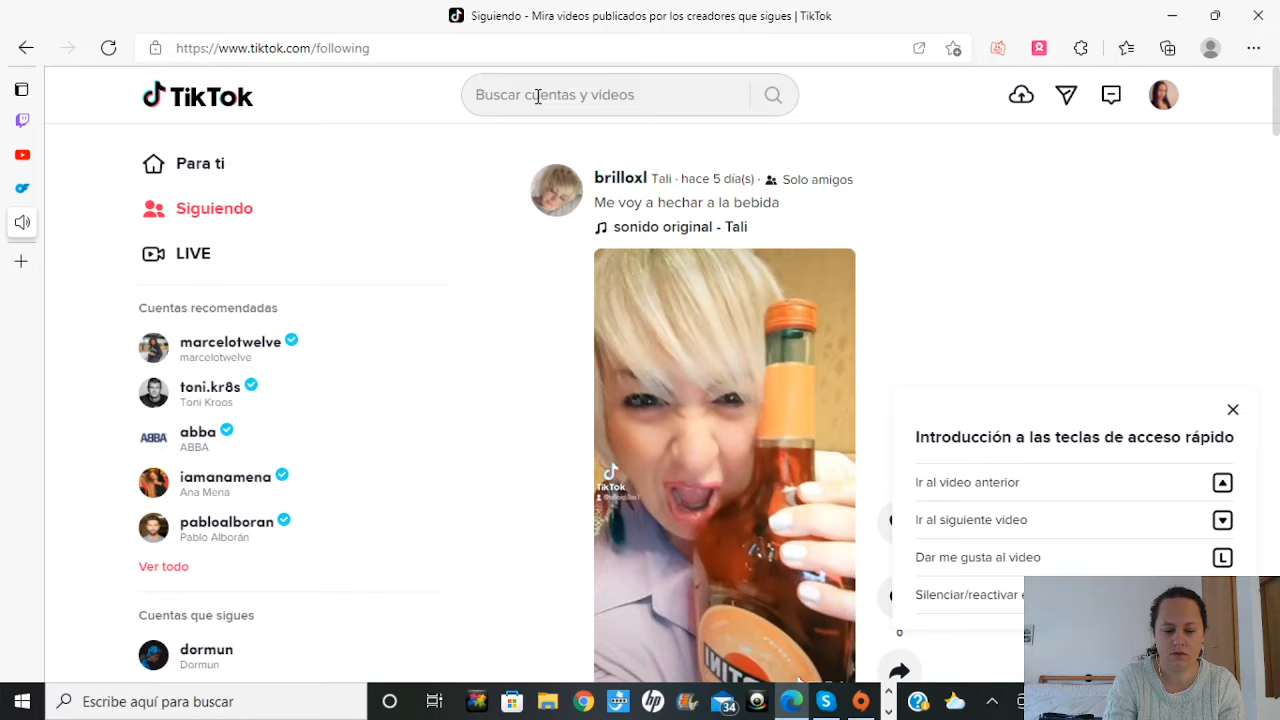 Siguiendo - Mira videos publicados por los creadores que sigues | TikTok
https://www.tiktok.com/following
TikTok
Buscar cuentas y videos
Para ti
Siguiendo
LIVE
Cuentas recomendadas
marcelotwelve
marcelotwelve
toni.kr8s
Toni Kroos
abba
ABBA
iamanamena
Ana Mena
pabloalboran
Pablo Alborán
Ver todo
Cuentas que sigues
dormun
Dormun
brilloxl Tali · hace 5 día(s) · Solo amigos
Me voy a hechar a la bebida
sonido original - Tali
TikTok
Introducción a las teclas de acceso rápido
Ir al video anterior
Ir al siguiente video
Dar me gusta al video L
Silenciar/reactivar
Escribe aquí para buscar
34